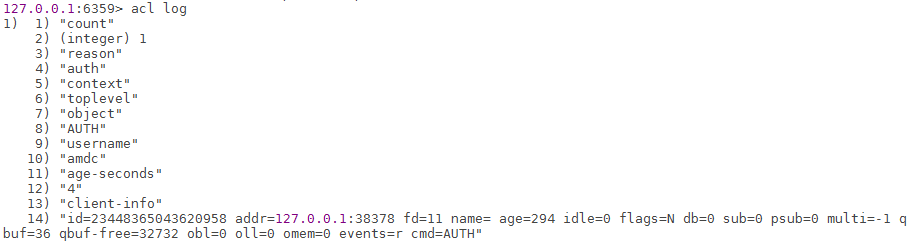 127.0.0.1:6359> acl log
1)  1) "count"
    2) (integer) 1
    3) "reason"
    4) "auth"
    5) "context"
    6) "toplevel"
    7) "object"
    8) "AUTH"
    9) "username"
   10) "amdc"
   11) "age-seconds"
   12) "4"
   13) "client-info"
   14) "id=23448365043620958 addr=127.0.0.1:38378 fd=11 name= age=294 idle=0 flags=N db=0 sub=0 psub=0 multi=-1 q
buf=36 qbuf-free=32732 obl=0 oll=0 omem=0 events=r cmd=AUTH"